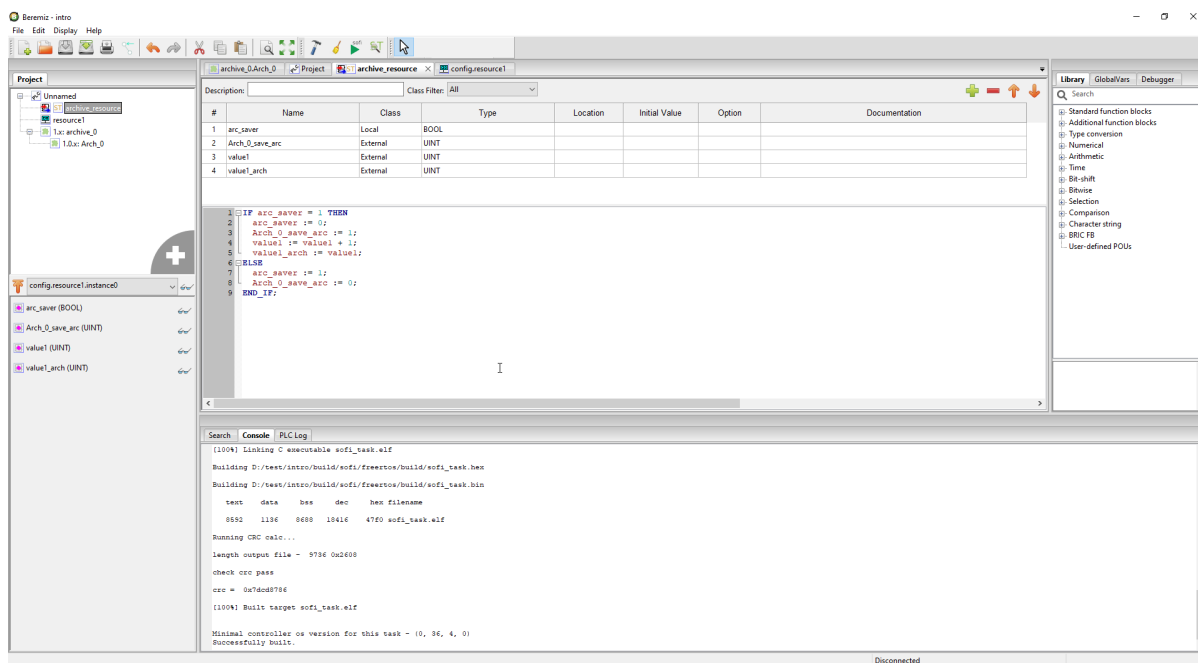 Beremiz - intro
File Edit Display Help
Project
Unnamed
ST archive_resource
resource1
1.x: archive_0
1.0.x: Arch_0
config.resource1.instance0
arc_saver (BOOL)
Arch_0_save_arc (UINT)
value1 (UINT)
value1_arch (UINT)
archive_0.Arch_0 Project ST archive_resource config.resource1
Description: Class Filter: All
# Name Class Type Location Initial Value Option Documentation
1 arc_saver Local BOOL
2 Arch_0_save_arc External UINT
3 value1 External UINT
4 value1_arch External UINT
1 IF arc_saver = 1 THEN
2 arc_saver := 0;
3 Arch_0_save_arc := 1;
4 value1 := value1 + 1;
5 value1_arch := value1;
6 ELSE
7 arc_saver := 1;
8 Arch_0_save_arc := 0;
9 END_IF;
Search Console PLC Log
[100%] Linking C executable sofi_task.elf
Building D:/test/intro/build/sofi/freertos/build/sofi_task.hex
Building D:/test/intro/build/sofi/freertos/build/sofi_task.bin
text data bss dec hex filename
8592 1136 8688 18416 47f0 sofi_task.elf
Running CRC calc...
length output file - 9736 0x2608
check crc pass
crc = 0x7dcd8786
[100%] Built target sofi_task.elf
Minimal controller os version for this task - (0, 36, 4, 0)
Successfully built.
Library GlobalVars Debugger
Search
Standard function blocks
Additional function blocks
Type conversion
Numerical
Arithmetic
Time
Bit-shift
Bitwise
Selection
Comparison
Character string
BRIC FB
User-defined POUs
Disconnected